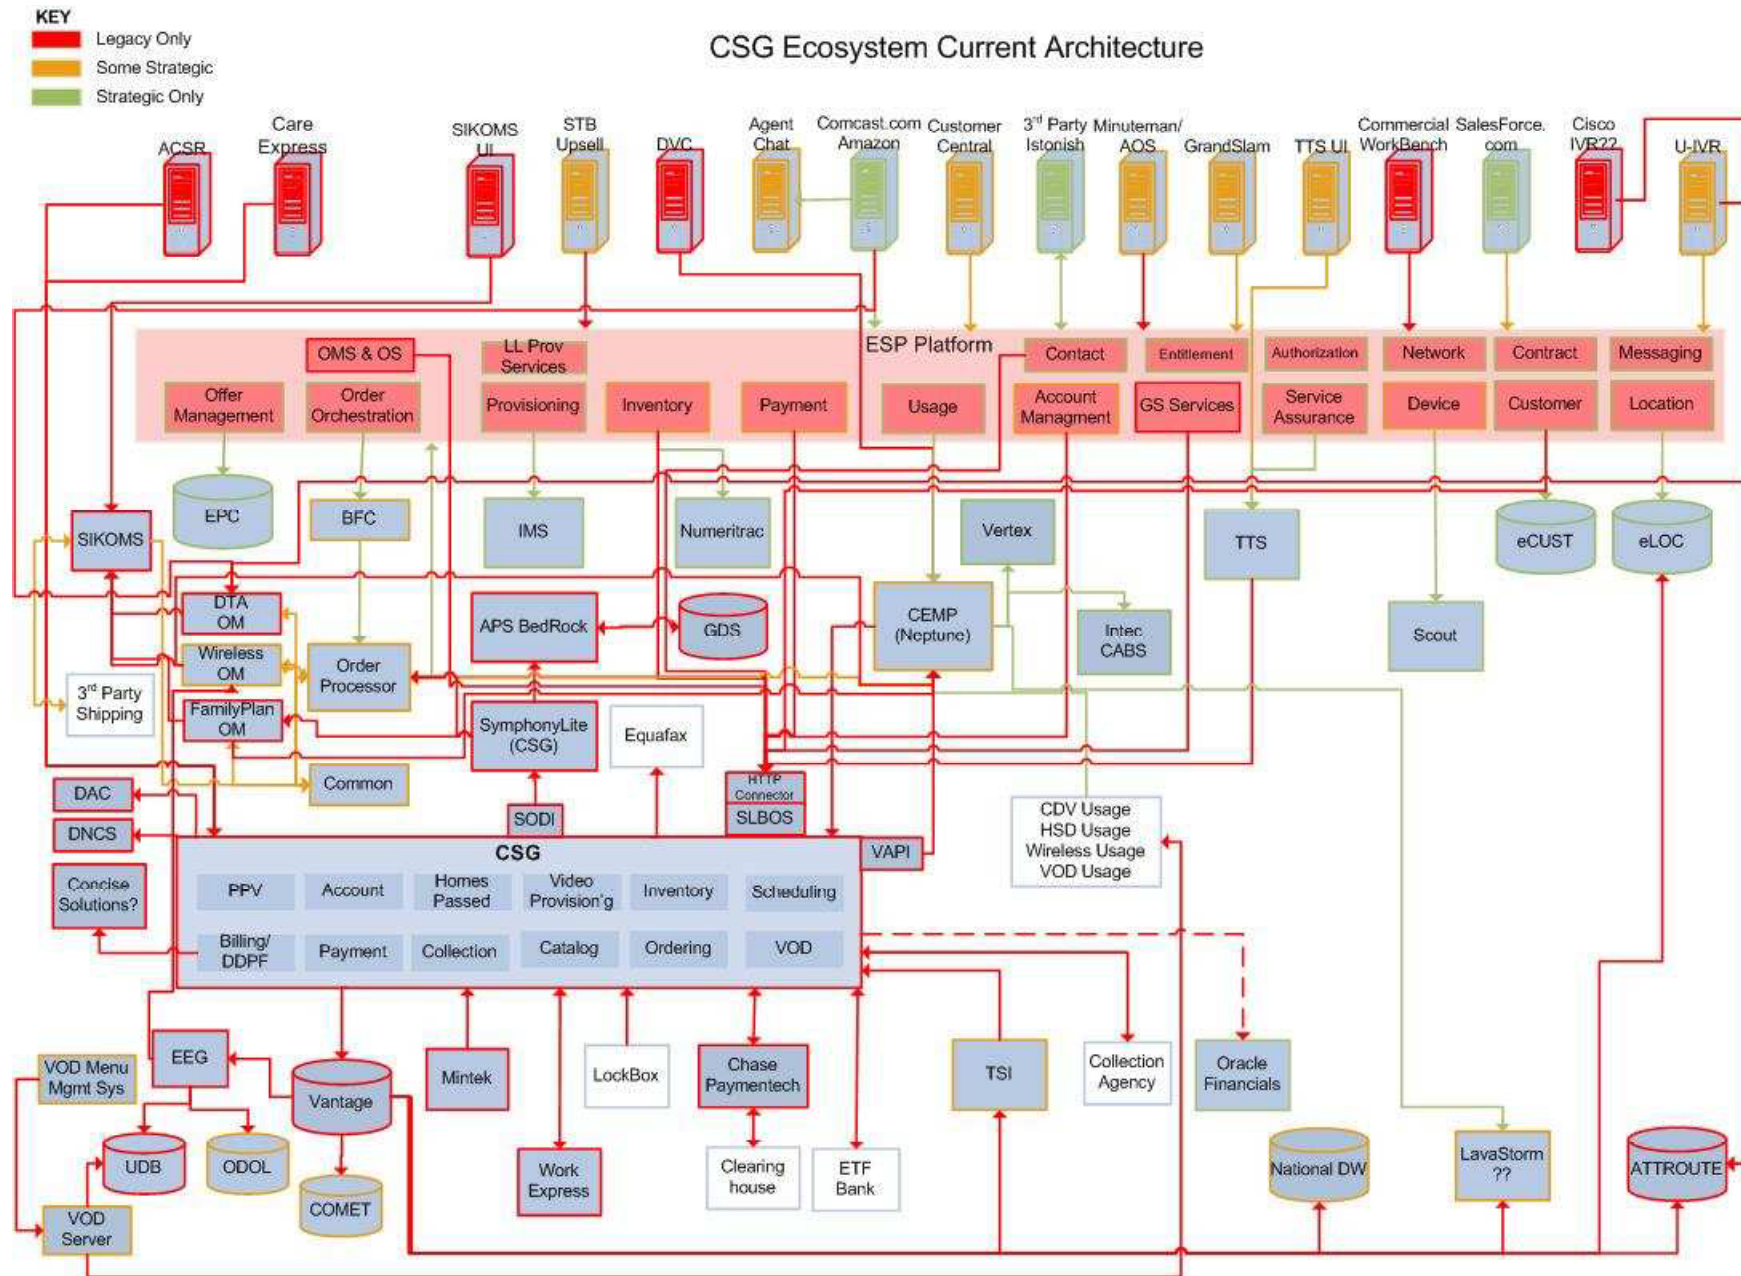 KEY
Legacy Only
Some Strategic
Strategic Only
CSG Ecosystem Current Architecture
ACSR
Care
Express
SIKOMS
UI
STB
Upsell
DVC
Agent
Chat
Comcast.com
Amazon
Customer
Central
3rd Party
Istonish
Minuteman/
AOS
GrandSlam
TTS UI
Commercial
WorkBench
SalesForce.
com
Cisco
IVR??
U-IVR
ESP Platform
OMS & OS
LL Prov
Services
Contact
Entitlement
Authorization
Network
Contract
Messaging
Offer
Management
Order
Orchestration
Provisioning
Inventory
Payment
Usage
Account
Managment
GS Services
Service
Assurance
Device
Customer
Location
SIKOMS
EPC
BFC
IMS
Numeritrac
Vertex
TTS
eCUST
eLOC
DTA
OM
Wireless
OM
FamilyPlan
OM
3rd Party
Shipping
Order
Processor
APS BedRock
GDS
CEMP
(Neptune)
Intec
CABS
Scout
SymphonyLite
(CSG)
Equafax
Common
DAC
DNCS
Concise
Solutions?
SODI
HTTP
Connector
SLBOS
VAPI
CDV Usage
HSD Usage
Wireless Usage
VOD Usage
CSG
PPV
Account
Homes
Passed
Video
Provision'g
Inventory
Scheduling
Billing/
DDPF
Payment
Collection
Catalog
Ordering
VOD
VOD Menu
Mgmt Sys
EEG
Vantage
Mintek
LockBox
Chase
Paymentech
TSI
Collection
Agency
Oracle
Financials
UDB
ODOL
COMET
Work
Express
Clearing
house
ETF
Bank
National DW
LavaStorm
??
ATTROUTE
VOD
Server